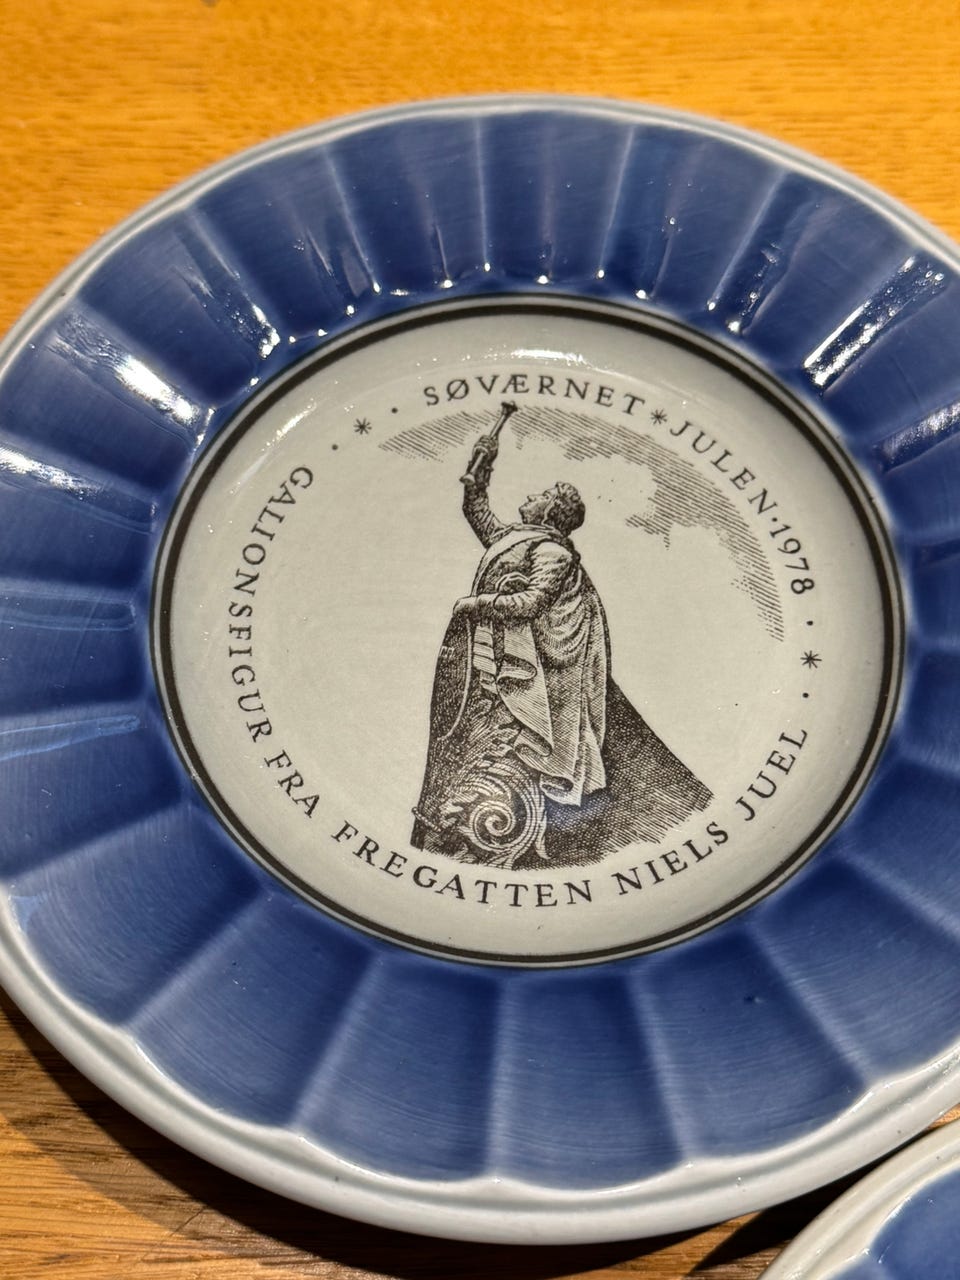 SØVÆRNET * JULEN · 1978
GALIONSFIGUR FRA FREGATTEN NIELS JUEL